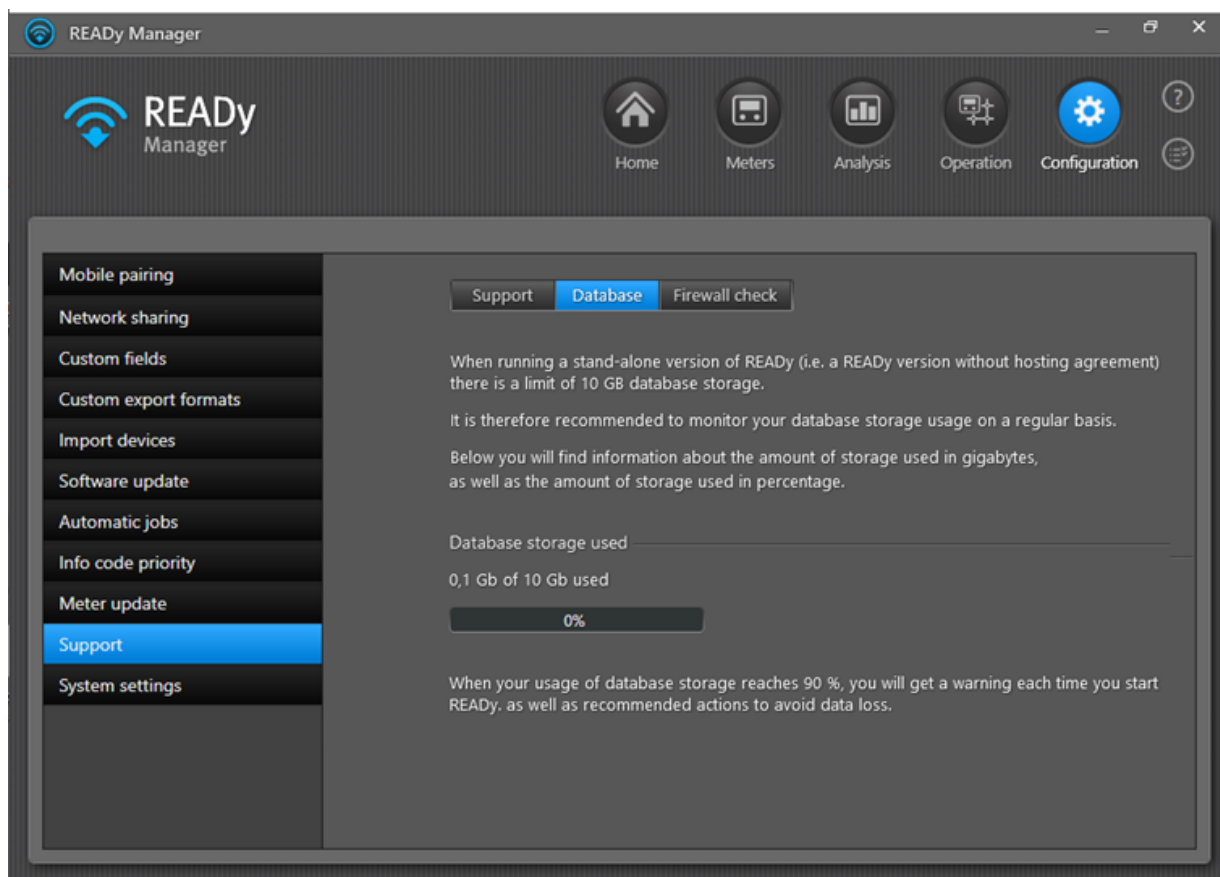 READy Manager
READy
Manager
Home
Meters
Analysis
Operation
Configuration
?
Mobile pairing
Network sharing
Custom fields
Custom export formats
Import devices
Software update
Automatic jobs
Info code priority
Meter update
Support
System settings
Support
Database
Firewall check
When running a stand-alone version of READy (i.e. a READy version without hosting agreement)
there is a limit of 10 GB database storage.
It is therefore recommended to monitor your database storage usage on a regular basis.
Below you will find information about the amount of storage used in gigabytes,
as well as the amount of storage used in percentage.
Database storage used
0,1 Gb of 10 Gb used
0%
When your usage of database storage reaches 90 %, you will get a warning each time you start
READy. as well as recommended actions to avoid data loss.